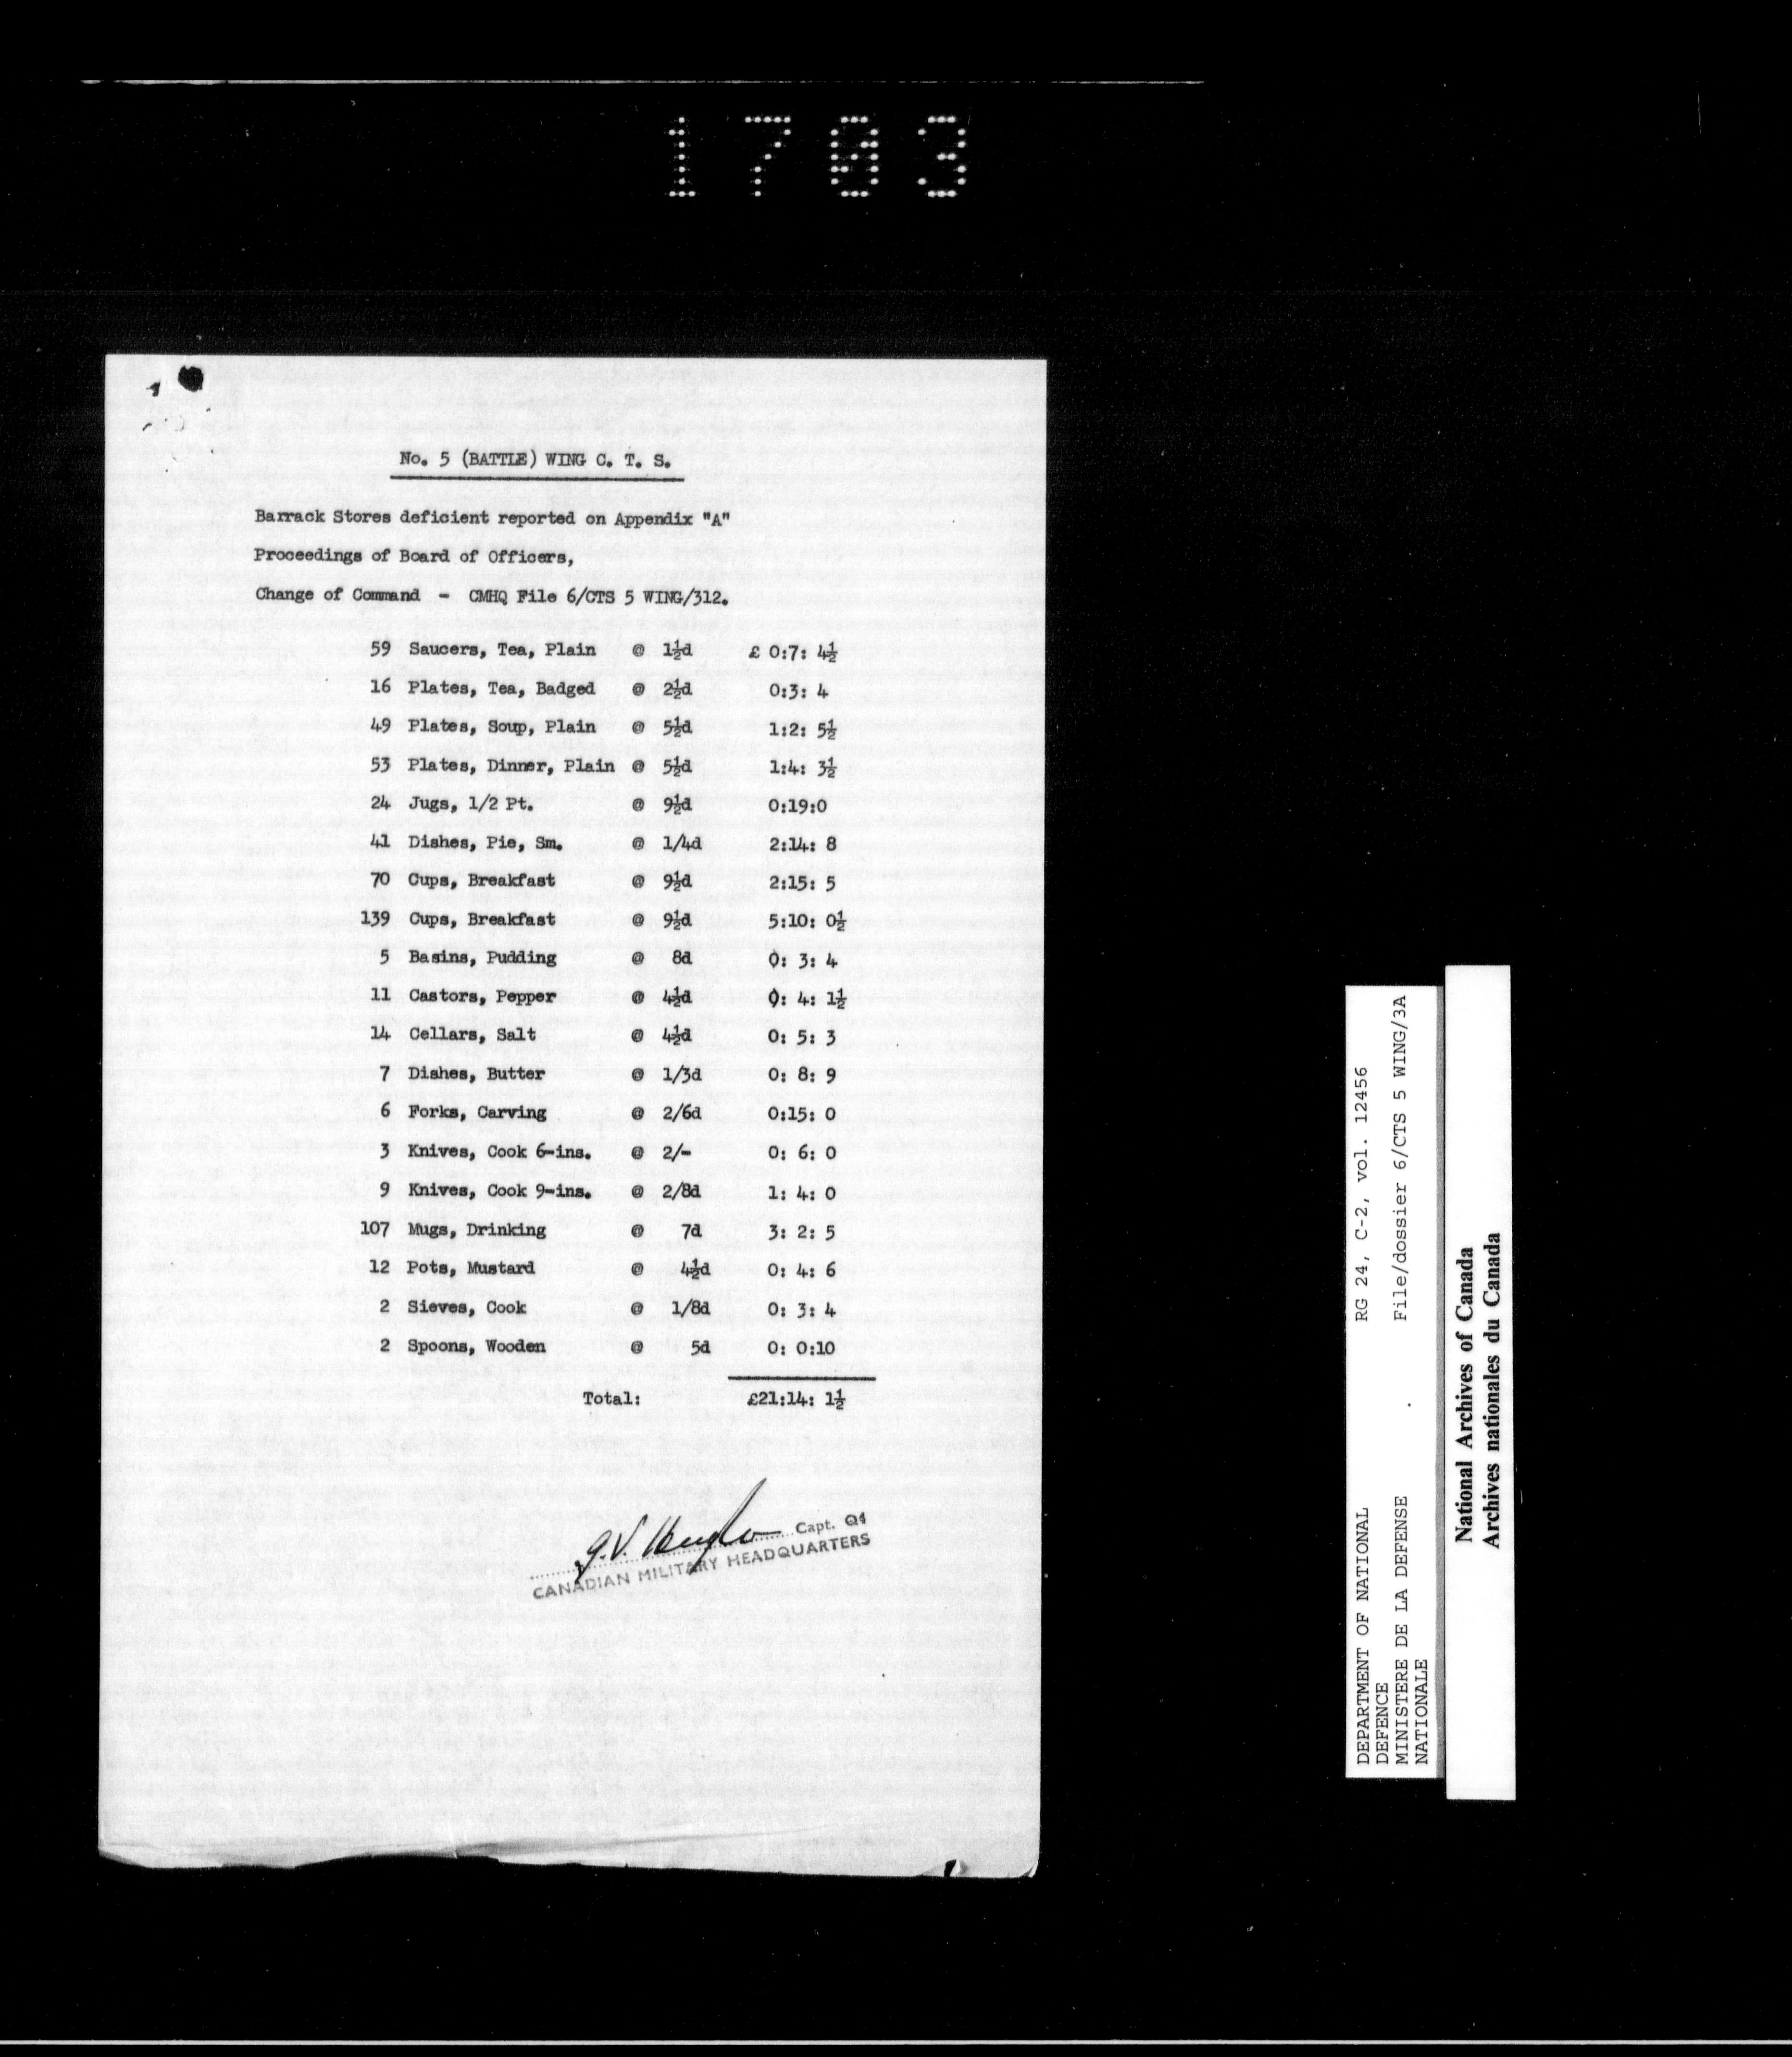 1703
No. 5 (BATTLE) WING C. T. S.
Barrack Stores deficient reported on Appendix "A"
Proceedings of Board of Officers,
Change of Command - CMHQ File 6/CTS 5 WING/312.
59 Saucers, Tea, Plain @ 1½d £ 0:7: 4½
16 Plates, Tea, Badged @ 2½d 0:3: 4
49 Plates, Soup, Plain @ 5½d 1:2: 5½
53 Plates, Dinner, Plain @ 5½d 1:4: 3½
24 Jugs, 1/2 Pt. @ 9½d 0:19:0
41 Dishes, Pie, Sm. @ 1/4d 2:14: 8
70 Cups, Breakfast @ 9½d 2:15: 5
139 Cups, Breakfast @ 9½d 5:10: 0½
5 Basins, Pudding @ 8d 0: 3: 4
11 Castors, Pepper @ 4½d 0: 4: 1½
14 Cellars, Salt @ 4½d 0: 5: 3
7 Dishes, Butter @ 1/3d 0: 8: 9
6 Forks, Carving @ 2/6d 0:15: 0
3 Knives, Cook 6-ins. @ 2/- 0: 6: 0
9 Knives, Cook 9-ins. @ 2/8d 1: 4: 0
107 Mugs, Drinking @ 7d 3: 2: 5
12 Pots, Mustard @ 4½d 0: 4: 6
2 Sieves, Cook @ 1/8d 0: 3: 4
2 Spoons, Wooden @ 5d 0: 0:10
Total: £21:14: 1½
Capt. Q4
CANADIAN MILITARY HEADQUARTERS
DEPARTMENT OF NATIONAL RG 24, C-2, vol. 12456
DEFENCE
MINISTERE DE LA DEFENSE File/dossier 6/CTS 5 WING/3A
NATIONALE
National Archives of Canada
Archives nationales du Canada